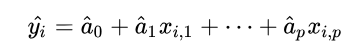 ŷᵢ = â₀ + â₁xᵢ,₁ + ⋯ + âₚxᵢ,ₚ